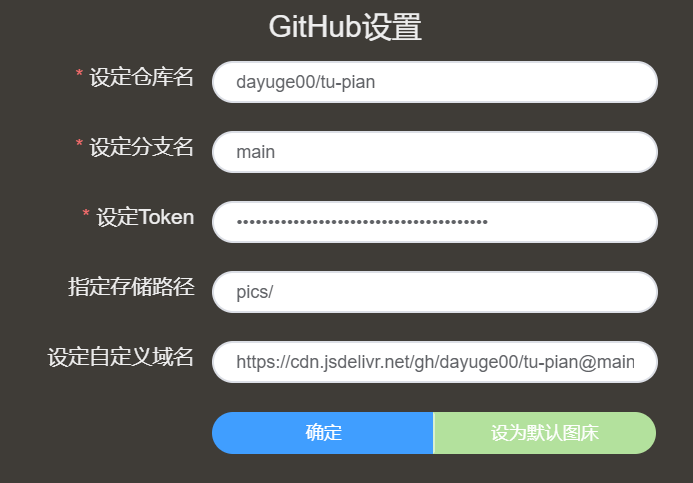 GitHub设置
* 设定仓库名 dayuge00/tu-pian
* 设定分支名 main
* 设定Token ••••••••••••••••••••••••••••••••••••••••
指定存储路径 pics/
设定自定义域名 https://cdn.jsdelivr.net/gh/dayuge00/tu-pian@main
确定 设为默认图床